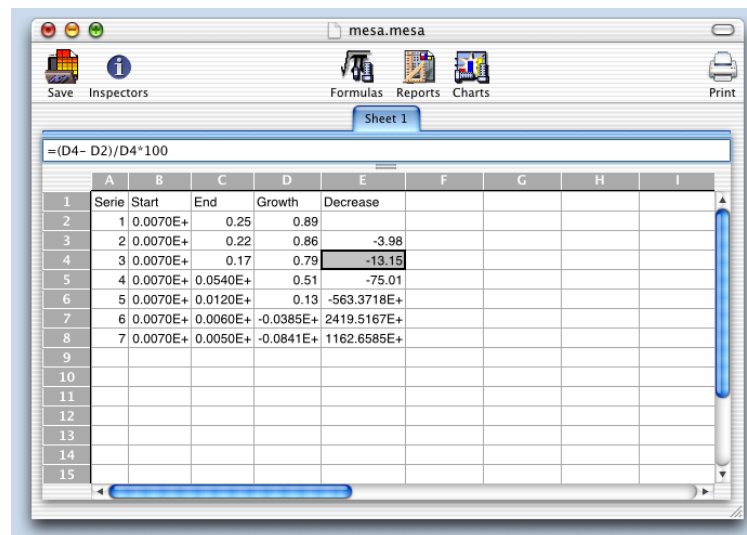 mesa.mesa
Save Inspectors Formulas Reports Charts Print
Sheet 1
=(D4- D2)/D4*100
A B C D E F G H I
1 Serie Start End Growth Decrease
2 1 0.0070E+ 0.25 0.89
3 2 0.0070E+ 0.22 0.86 -3.98
4 3 0.0070E+ 0.17 0.79 -13.15
5 4 0.0070E+ 0.0540E+ 0.51 -75.01
6 5 0.0070E+ 0.0120E+ 0.13 -563.3718E+
7 6 0.0070E+ 0.0060E+ -0.0385E+ 2419.5167E+
8 7 0.0070E+ 0.0050E+ -0.0841E+ 1162.6585E+
9
10
11
12
13
14
15